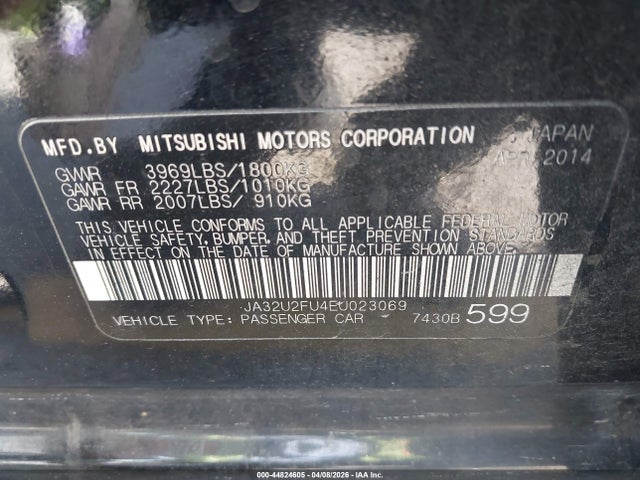 MFD.BY MITSUBISHI MOTORS CORPORATION JAPAN
GVWR 3969LBS/1800KG APR 2014
GAWR FR 2227LBS/1010KG
GAWR RR 2007LBS/ 910KG
THIS VEHICLE CONFORMS TO ALL APPLICABLE FEDERAL MOTOR
VEHICLE SAFETY, BUMPER, AND THEFT PREVENTION STANDARDS
IN EFFECT ON THE DATE OF MANUFACTURE SHOWN ABOVE.
JA32U2FU4EU023069
VEHICLE TYPE: PASSENGER CAR 7430B 599
000-44824605 04/08/2026 IAA Inc.